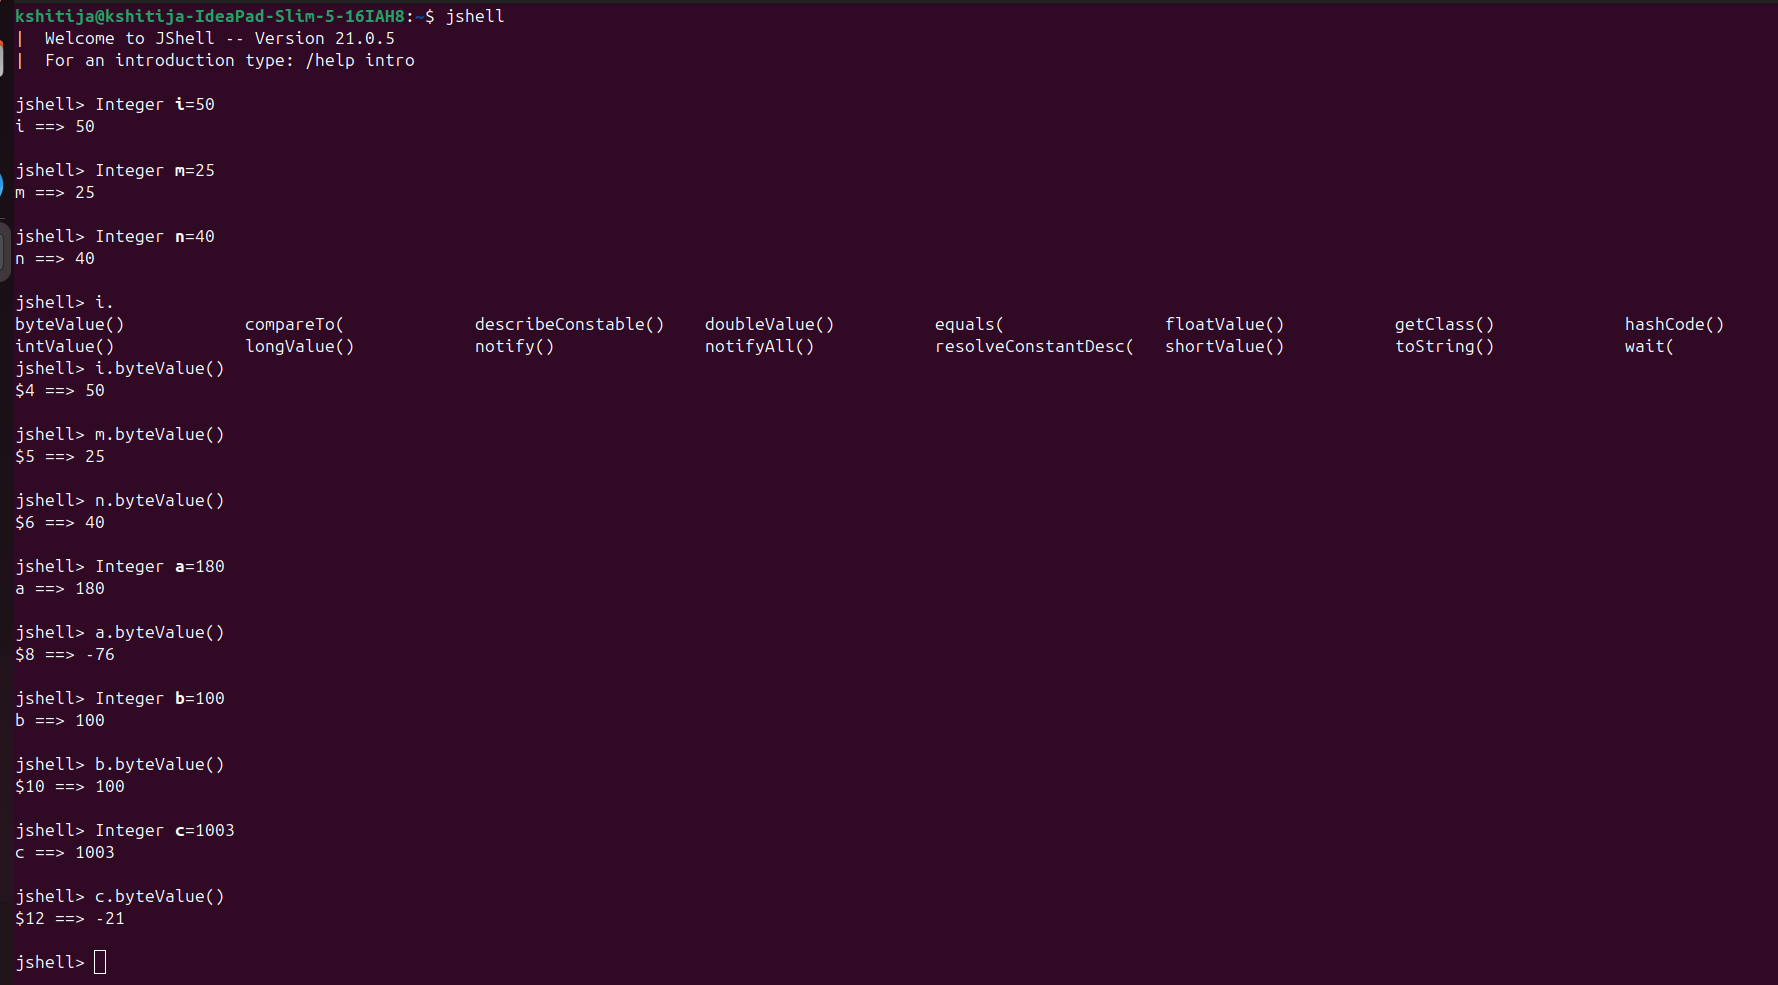 kshitija@kshitija-IdeaPad-Slim-5-16IAH8:~$ jshell
|  Welcome to JShell -- Version 21.0.5
|  For an introduction type: /help intro
jshell> Integer i=50
i ==> 50
jshell> Integer m=25
m ==> 25
jshell> Integer n=40
n ==> 40
jshell> i.
byteValue() compareTo( describeConstable() doubleValue() equals( floatValue() getClass() hashCode()
intValue() longValue() notify() notifyAll() resolveConstantDesc( shortValue() toString() wait(
jshell> i.byteValue()
$4 ==> 50
jshell> m.byteValue()
$5 ==> 25
jshell> n.byteValue()
$6 ==> 40
jshell> Integer a=180
a ==> 180
jshell> a.byteValue()
$8 ==> -76
jshell> Integer b=100
b ==> 100
jshell> b.byteValue()
$10 ==> 100
jshell> Integer c=1003
c ==> 1003
jshell> c.byteValue()
$12 ==> -21
jshell>